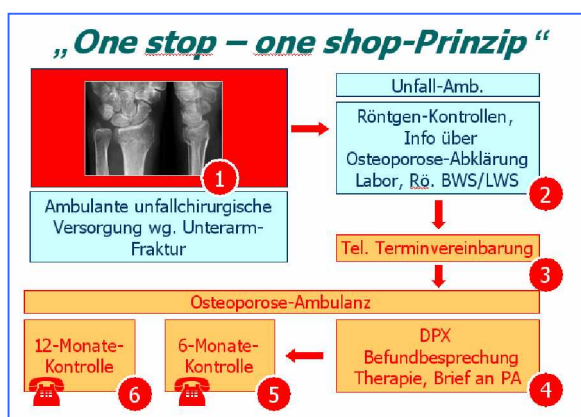 „One stop – one shop-Prinzip“
1
Ambulante unfallchirurgische
Versorgung wg. Unterarm-
Fraktur
Unfall-Amb.
Röntgen-Kontrollen,
Info über
Osteoporose-Abklärung
Labor, Rö. BWS/LWS
2
Tel. Terminvereinbarung
3
Osteoporose-Ambulanz
DPX
Befundbesprechung
Therapie, Brief an PA
4
6-Monate-
Kontrolle
5
12-Monate-
Kontrolle
6